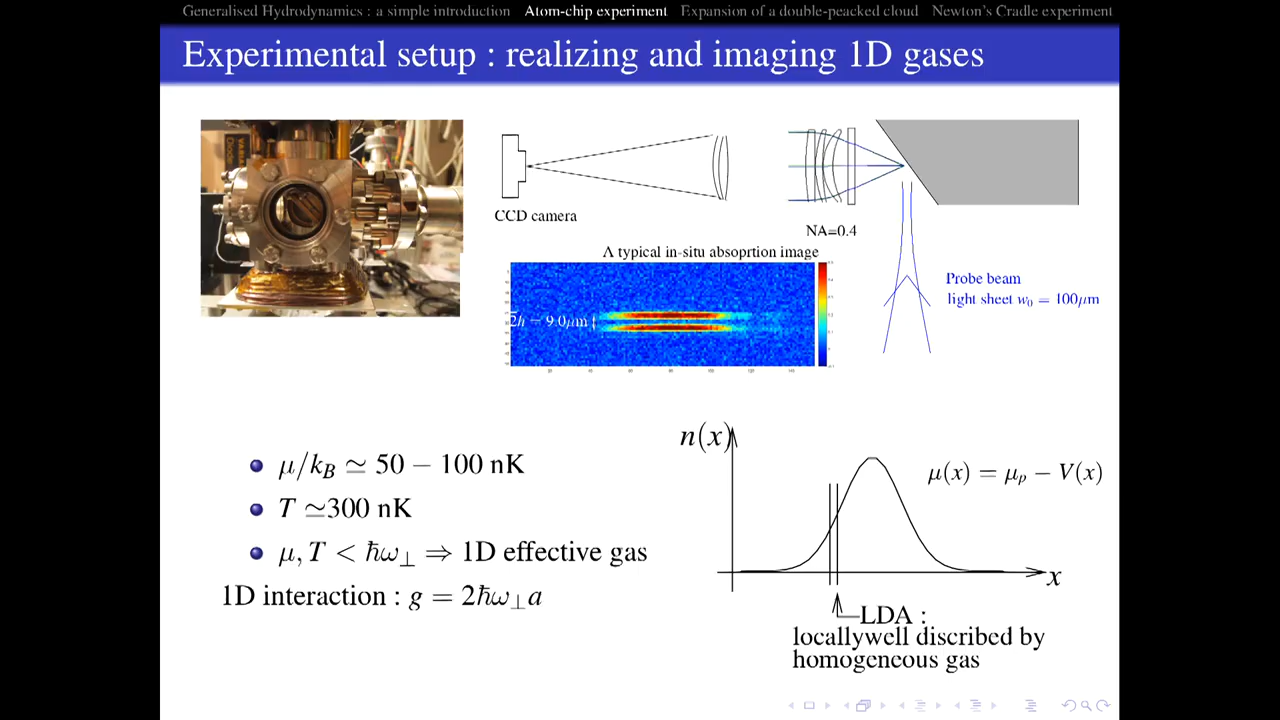 Generalised Hydrodynamics : a simple introduction Atom-chip experiment Expansion of a double-peacked cloud Newton's Cradle experiment
Experimental setup : realizing and imaging 1D gases
CCD camera
NA=0.4
A typical in-situ absoprtion image
2h = 9.0μm
Probe beam
light sheet w₀ = 100μm
μ/k_B ≃ 50 − 100 nK
T ≃300 nK
μ, T < ℏω⊥ ⇒ 1D effective gas
1D interaction : g = 2ℏω⊥a
n(x)
μ(x) = μ_p − V(x)
x
LDA :
locallywell discribed by
homogeneous gas